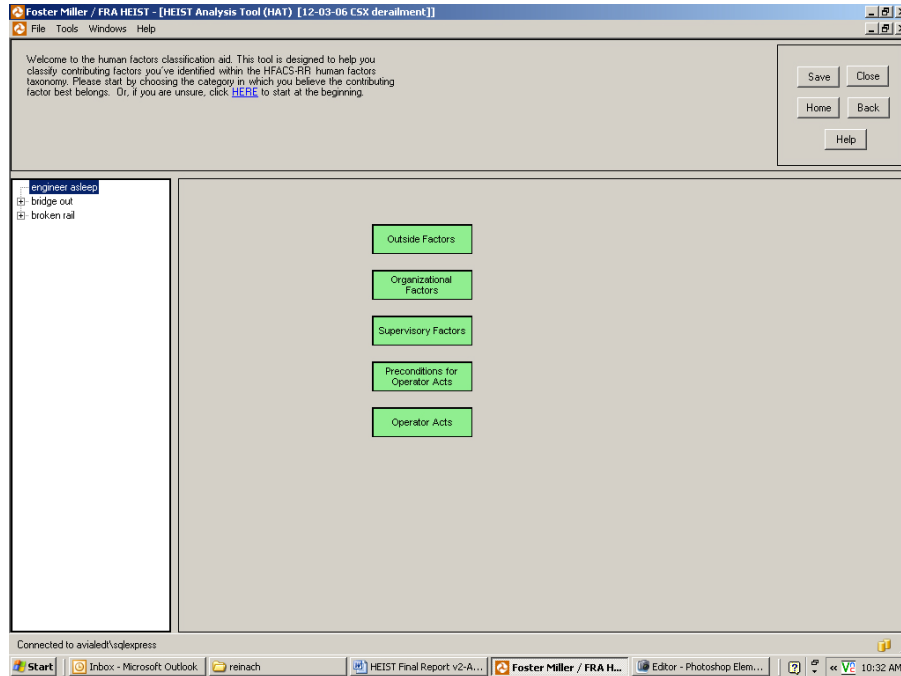 Foster Miller / FRA HEIST - [HEIST Analysis Tool (HAT) [12-03-06 CSX derailment]]
File Tools Windows Help
Welcome to the human factors classification aid. This tool is designed to help you
classify contributing factors you've identified within the HFACS-RR human factors
taxonomy. Please start by choosing the category in which you believe the contributing
factor best belongs. Or, if you are unsure, click HERE to start at the beginning.
Save Close
Home Back
Help
engineer asleep
bridge out
broken rail
Outside Factors
Organizational
Factors
Supervisory Factors
Preconditions for
Operator Acts
Operator Acts
Connected to avialedt\sqlexpress
Start Inbox - Microsoft Outlook reinach HEIST Final Report v2-A... Foster Miller / FRA H... Editor - Photoshop Elem... 10:32 AM